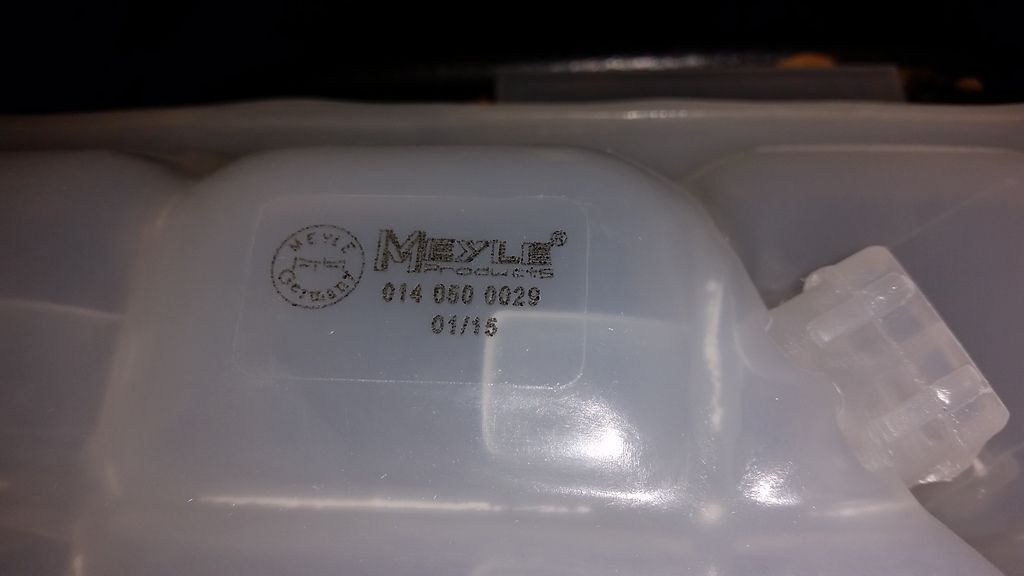 MEYLE
Germany
MEYLE®
Products
014 050 0029
01/15